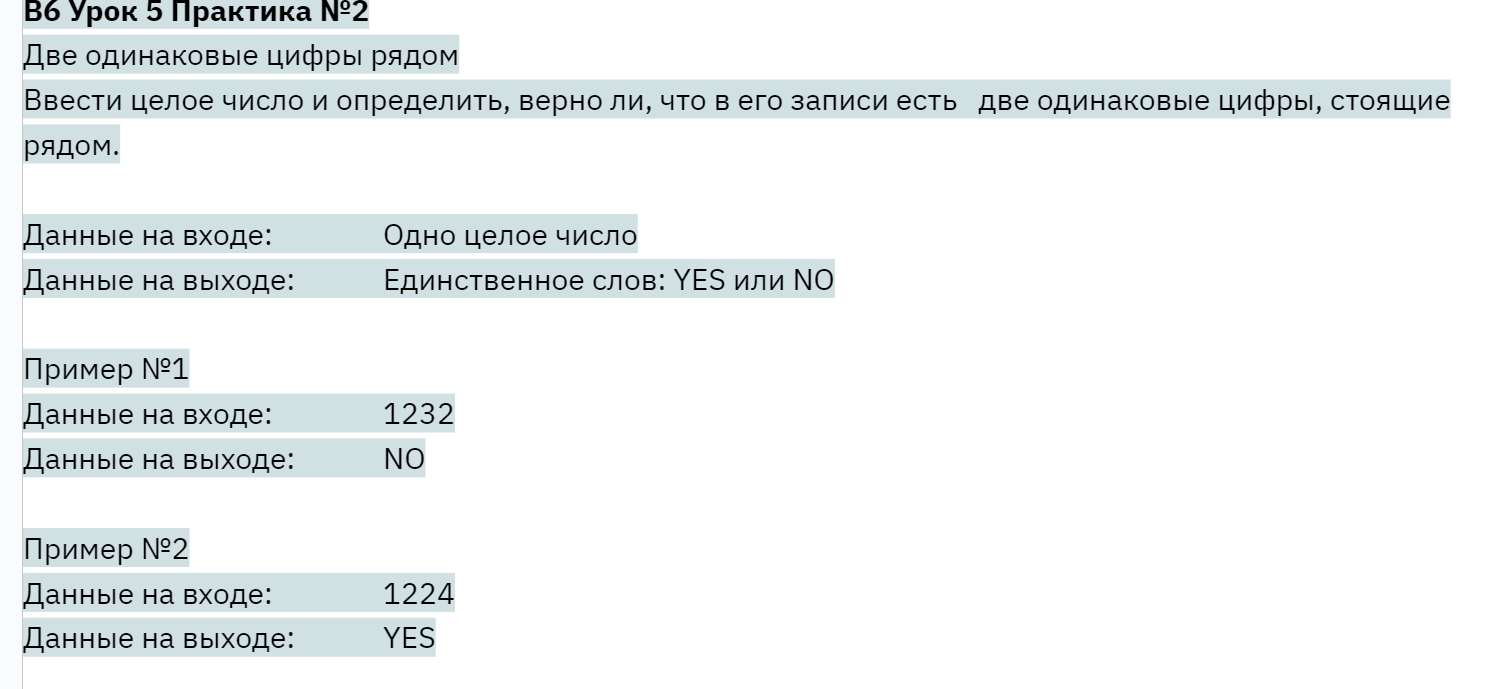 В6 Урок 5 Практика №2
Две одинаковые цифры рядом
Ввести целое число и определить, верно ли, что в его записи есть две одинаковые цифры, стоящие
рядом.
Данные на входе: Одно целое число
Данные на выходе: Единственное слов: YES или NO
Пример №1
Данные на входе: 1232
Данные на выходе: NO
Пример №2
Данные на входе: 1224
Данные на выходе: YES